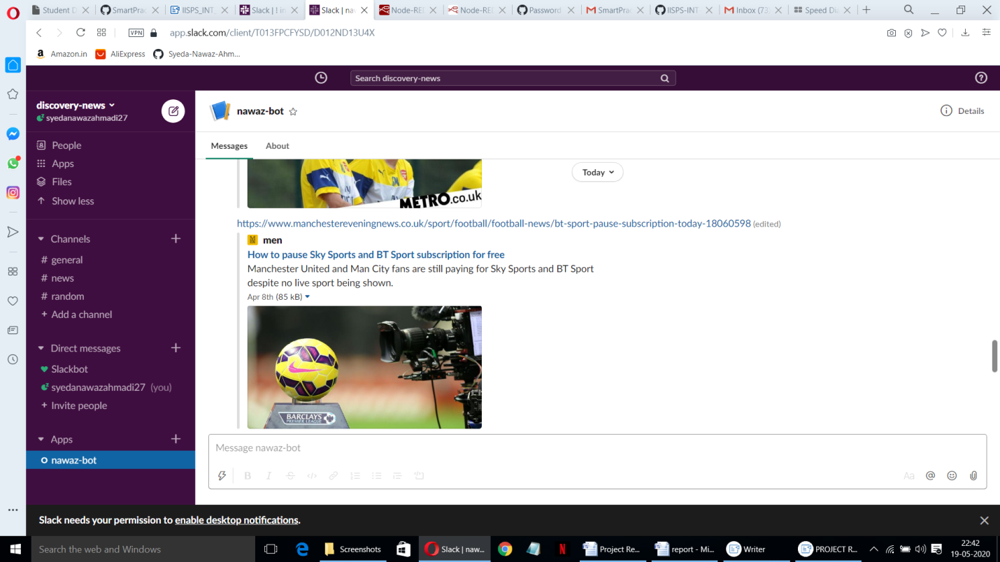 Student D
SmartPrac
IISPS_INT_
Slack | ! in
Slack | nav
Node-RED
Node-RED
Password
SmartPrac
IISPS-INT-
Inbox (73)
Speed Dia
VPN
app.slack.com/client/T013FPCFYSD/D012ND13U4X
Amazon.in
AliExpress
Syeda-Nawaz-Ahm...
Search discovery-news
discovery-news
syedanawazahmadi27
nawaz-bot
Details
People
Apps
Files
Show less
Messages
About
Today
METRO.co.uk
https://www.manchestereveningnews.co.uk/sport/football/football-news/bt-sport-pause-subscription-today-18060598 (edited)
men
How to pause Sky Sports and BT Sport subscription for free
Manchester United and Man City fans are still paying for Sky Sports and BT Sport
despite no live sport being shown.
Apr 8th (85 kB)
BARCLAYS
PREMIER LEAGUE
Channels
# general
# news
# random
+ Add a channel
Direct messages
Slackbot
syedanawazahmadi27 (you)
+ Invite people
Apps
nawaz-bot
Message nawaz-bot
Aa
Slack needs your permission to enable desktop notifications.
Search the web and Windows
Screenshots
Slack | naw...
Project Re...
report - Mi...
Writer
PROJECT R...
22:42
19-05-2020